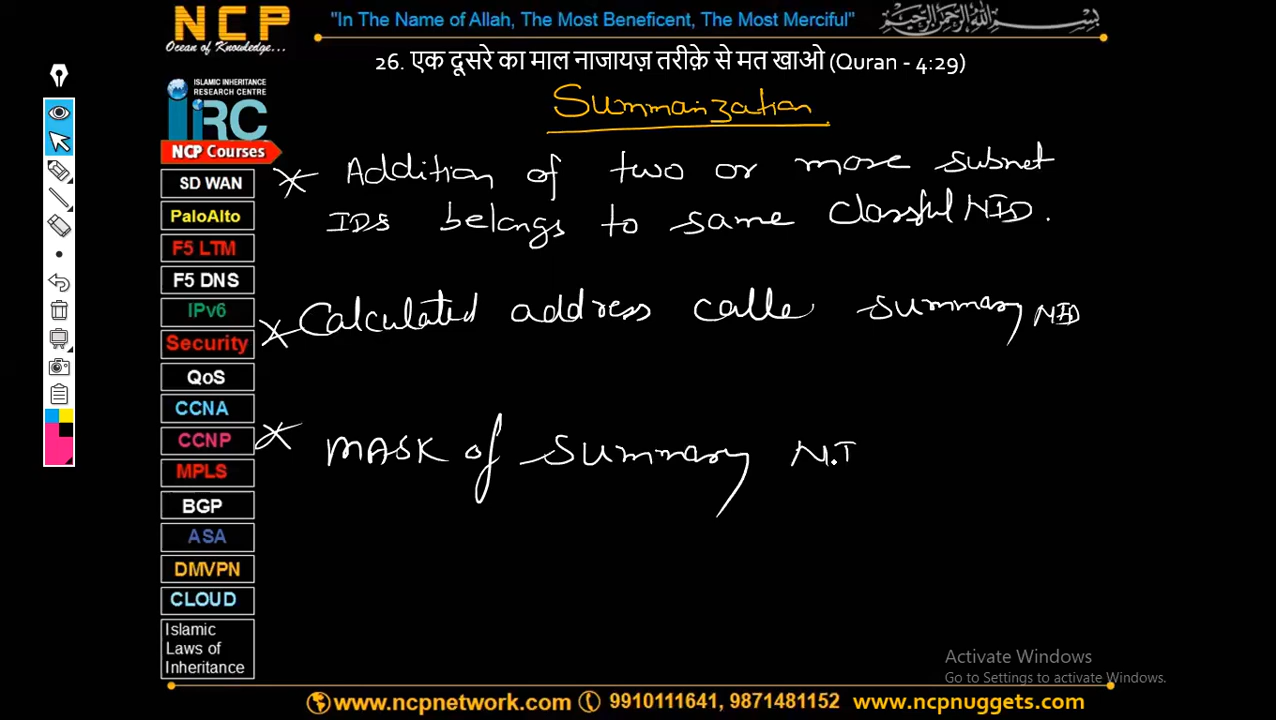 NCP
Ocean of Knowledge...
"In The Name of Allah, The Most Beneficent, The Most Merciful"
26. एक दूसरे का माल नाजायज़ तरीक़े से मत खाओ (Quran - 4:29)
ISLAMIC INHERITANCE
RESEARCH CENTRE
IRC
NCP Courses
SD WAN
PaloAlto
F5 LTM
F5 DNS
IPv6
Security
QoS
CCNA
CCNP
MPLS
BGP
ASA
DMVPN
CLOUD
Islamic
Laws of
Inheritance
Summarization
* Addition of two or more subnet
IDS belongs to same classful NID.
* Calculated address calle summary NID
* MASK of summary N.I
Activate Windows
Go to Settings to activate Windows.
www.ncpnetwork.com 9910111641, 9871481152 www.ncpnuggets.com